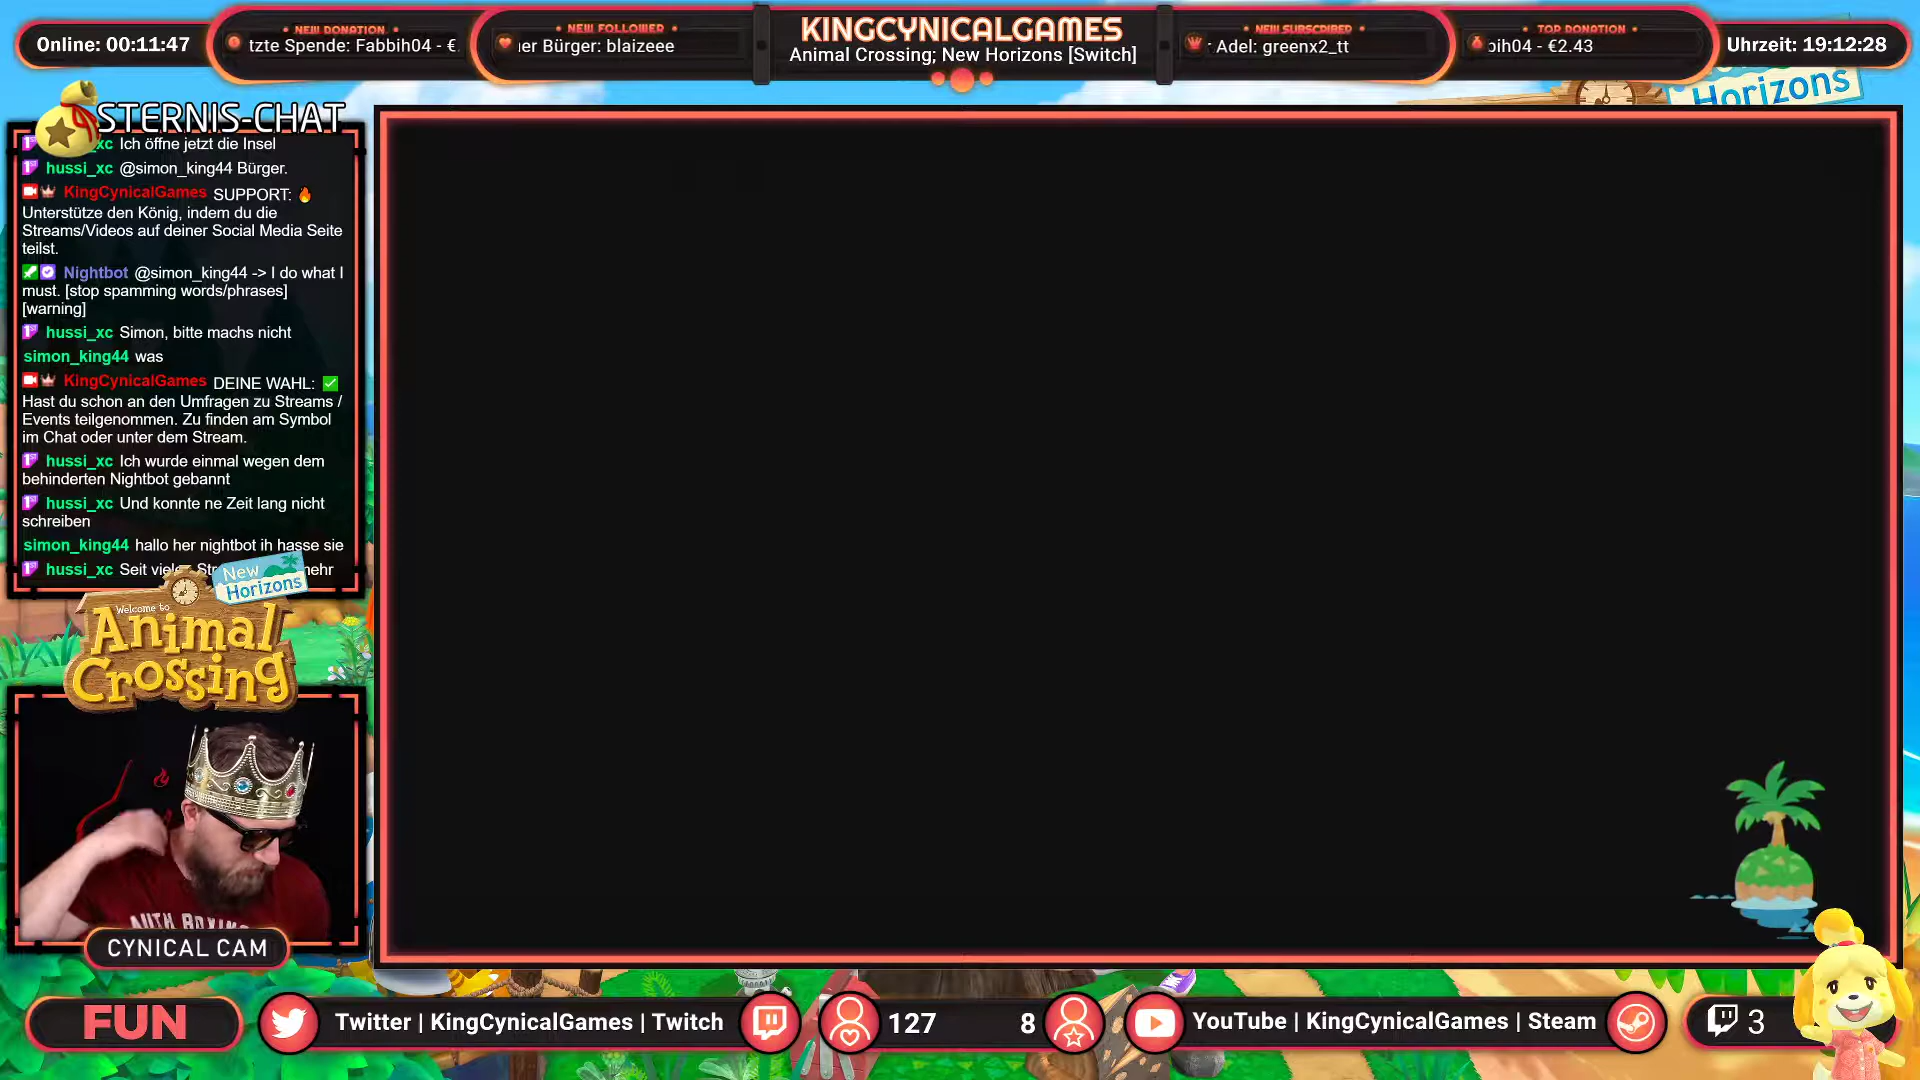 Online: 00:11:47
NEW DONATION
tzte Spende: Fabbih04 - €
NEW FOLLOWER
er Bürger: blaizeee
KINGCYNICALGAMES
Animal Crossing; New Horizons [Switch]
NEW SUBSCRIBER
r Adel: greenx2_tt
TOP DONATION
bih04 - €2.43
Uhrzeit: 19:12:28
Horizons
STERNIS-CHAT
xc Ich öffne jetzt die Insel
hussi_xc @simon_king44 Bürger.
KingCynicalGames SUPPORT: 🔥
Unterstütze den König, indem du die
Streams/Videos auf deiner Social Media Seite
teilst.
Nightbot @simon_king44 -> I do what I
must. [stop spamming words/phrases]
[warning]
hussi_xc Simon, bitte machs nicht
simon_king44 was
KingCynicalGames DEINE WAHL: ✅
Hast du schon an den Umfragen zu Streams /
Events teilgenommen. Zu finden am Symbol
im Chat oder unter dem Stream.
hussi_xc Ich wurde einmal wegen dem
behinderten Nightbot gebannt
hussi_xc Und konnte ne Zeit lang nicht
schreiben
simon_king44 hallo her nightbot ih hasse sie
hussi_xc Seit
New
Horizons
Welcome to
Animal
Crossing
CYNICAL CAM
FUN
Twitter | KingCynicalGames | Twitch
127
8
YouTube | KingCynicalGames | Steam
3